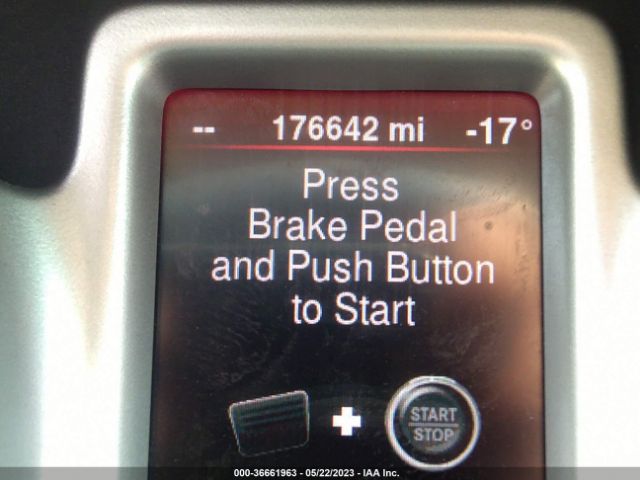 -- 176642 mi -17°
Press
Brake Pedal
and Push Button
to Start
START
STOP
000-36661963 - 05/22/2023 - IAA Inc.